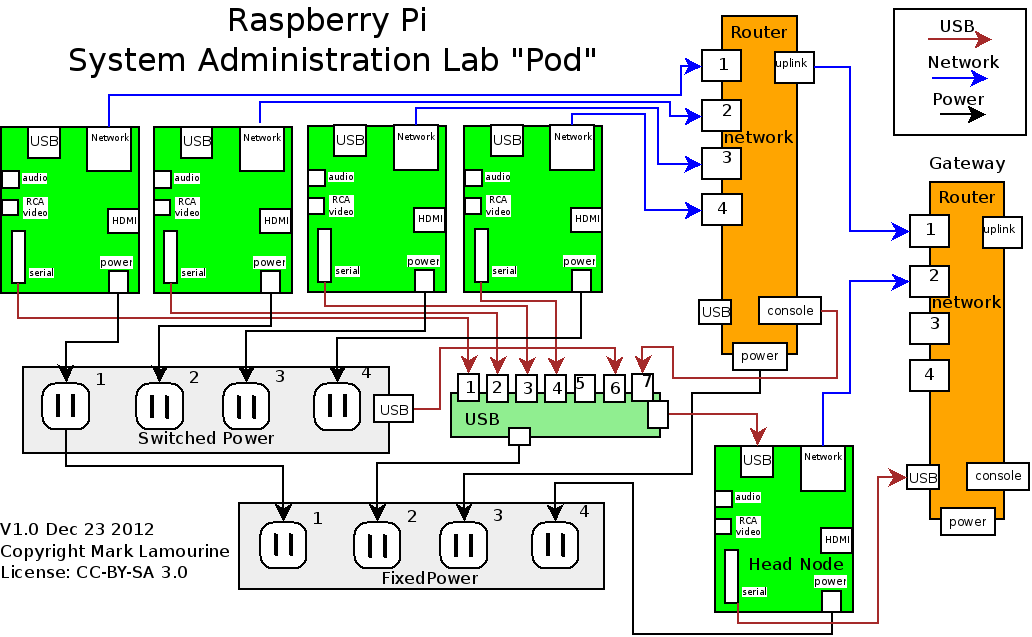 Raspberry Pi
System Administration Lab "Pod"
USB
Network
Power
Router
1
uplink
2
network
3
4
USB
console
power
Gateway
Router
1
uplink
2
network
3
4
USB
console
power
USB
Network
audio
RCA
video
HDMI
power
serial
USB
Network
audio
RCA
video
HDMI
power
serial
USB
Network
audio
RCA
video
HDMI
power
serial
USB
Network
audio
RCA
video
HDMI
power
serial
1
2
3
4
USB
Switched Power
1
2
3
4
5
6
7
USB
USB
Network
audio
RCA
video
HDMI
Head Node
power
serial
1
2
3
4
FixedPower
V1.0 Dec 23 2012
Copyright Mark Lamourine
License: CC-BY-SA 3.0